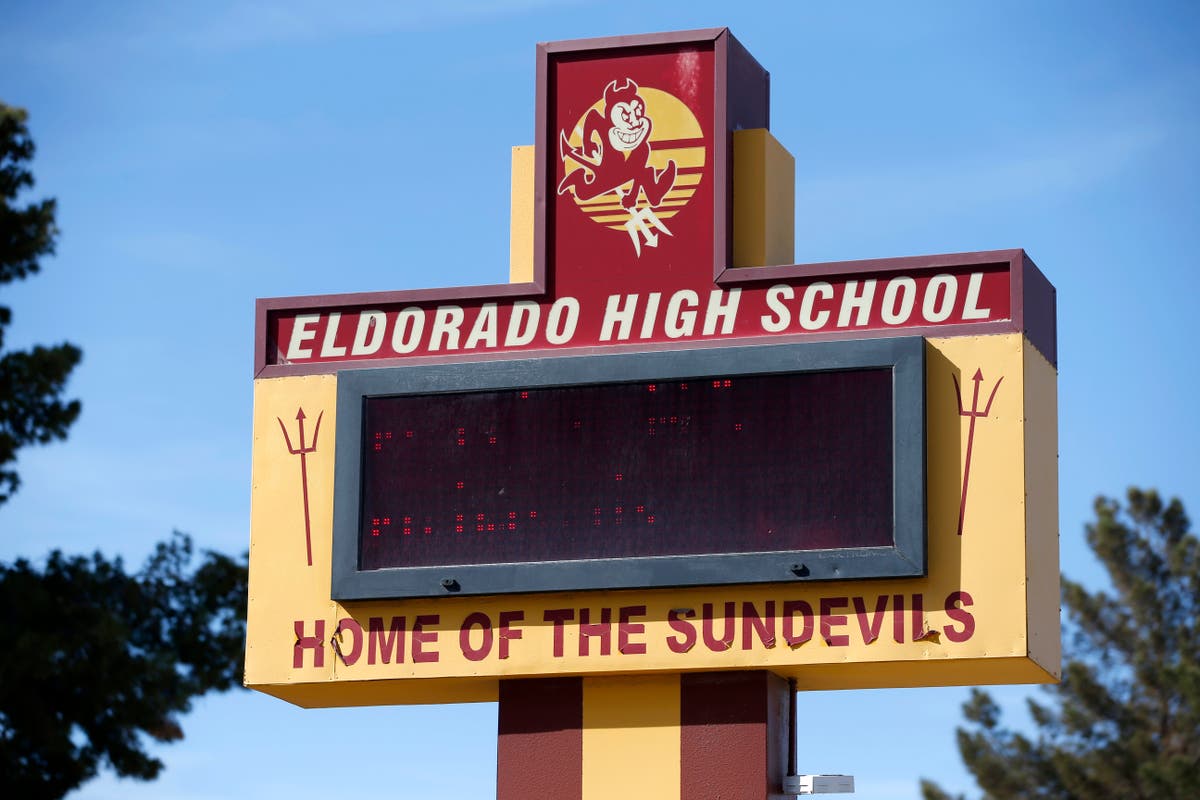 ELDORADO HIGH SCHOOL
HOME OF THE SUNDEVILS